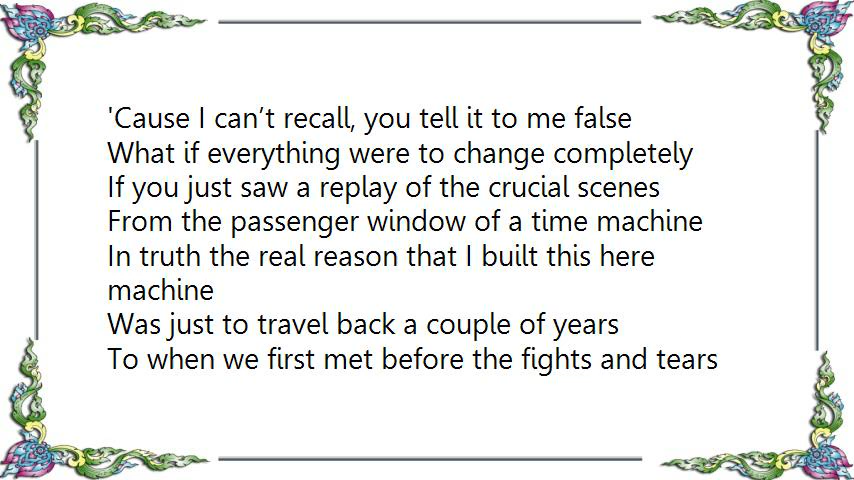 'Cause I can’t recall, you tell it to me false
What if everything were to change completely
If you just saw a replay of the crucial scenes
From the passenger window of a time machine
In truth the real reason that I built this here
machine
Was just to travel back a couple of years
To when we first met before the fights and tears